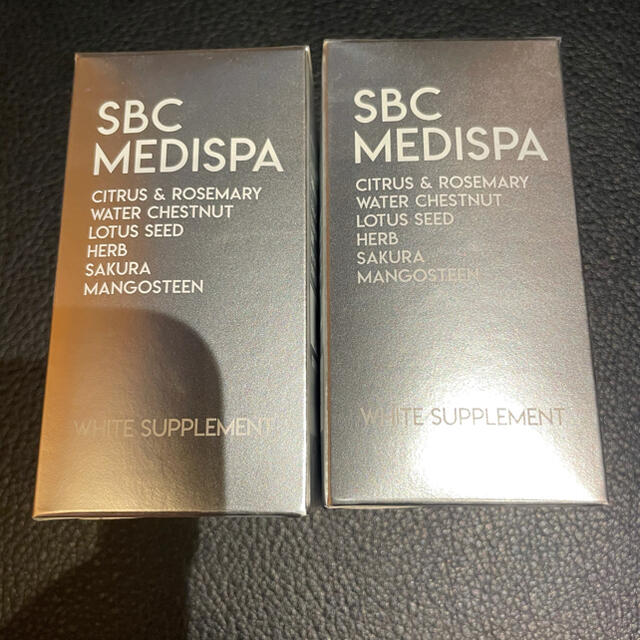 SBC
MEDISPA
CITRUS & ROSEMARY
WATER CHESTNUT
LOTUS SEED
HERB
SAKURA
MANGOSTEEN
WHITE SUPPLEMENT
SBC
MEDISPA
CITRUS & ROSEMARY
WATER CHESTNUT
LOTUS SEED
HERB
SAKURA
MANGOSTEEN
WHITE SUPPLEMENT